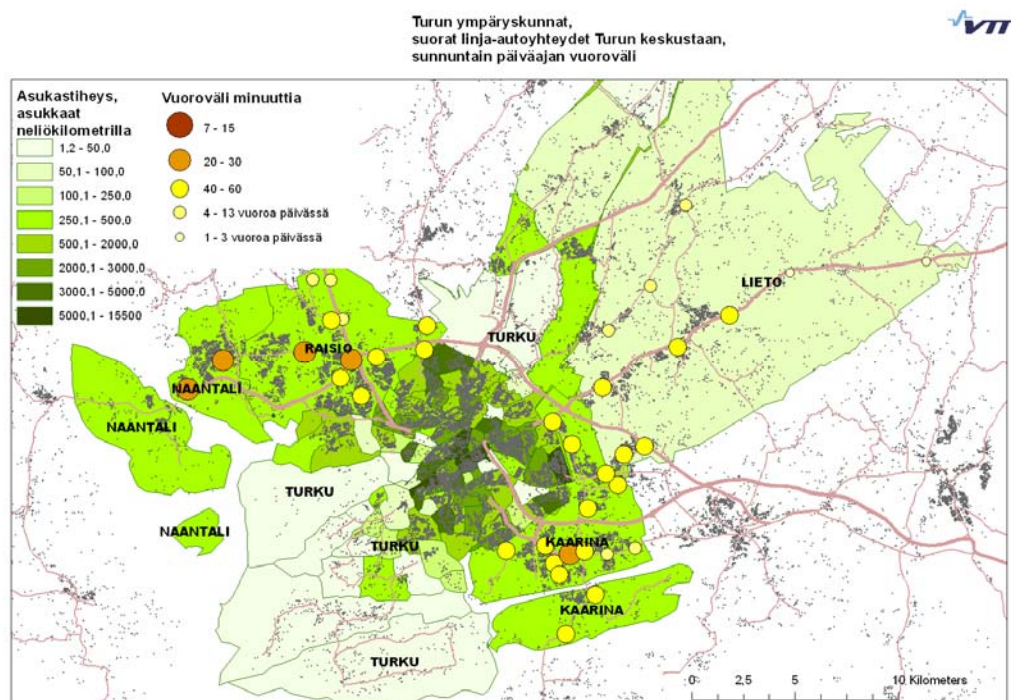 Turun ympäryskunnat,
suorat linja-autoyhteydet Turun keskustaan,
sunnuntain päiväajan vuoroväli
VTT
Asukastiheys,
asukkaat
neliökilometrilla
1,2 - 50,0
50,1 - 100,0
100,1 - 250,0
250,1 - 500,0
500,1 - 2000,0
2000,1 - 3000,0
3000,1 - 5000,0
5000,1 - 15500
Vuoroväli minuuttia
7 - 15
20 - 30
40 - 60
4 - 13 vuoroa päivässä
1 - 3 vuoroa päivässä
LIETO
TURKU
RAISIO
NAANTALI
NAANTALI
TURKU
NAANTALI
TURKU
KAARINA
KAARINA
TURKU
0 2,5 5 10 Kilometers